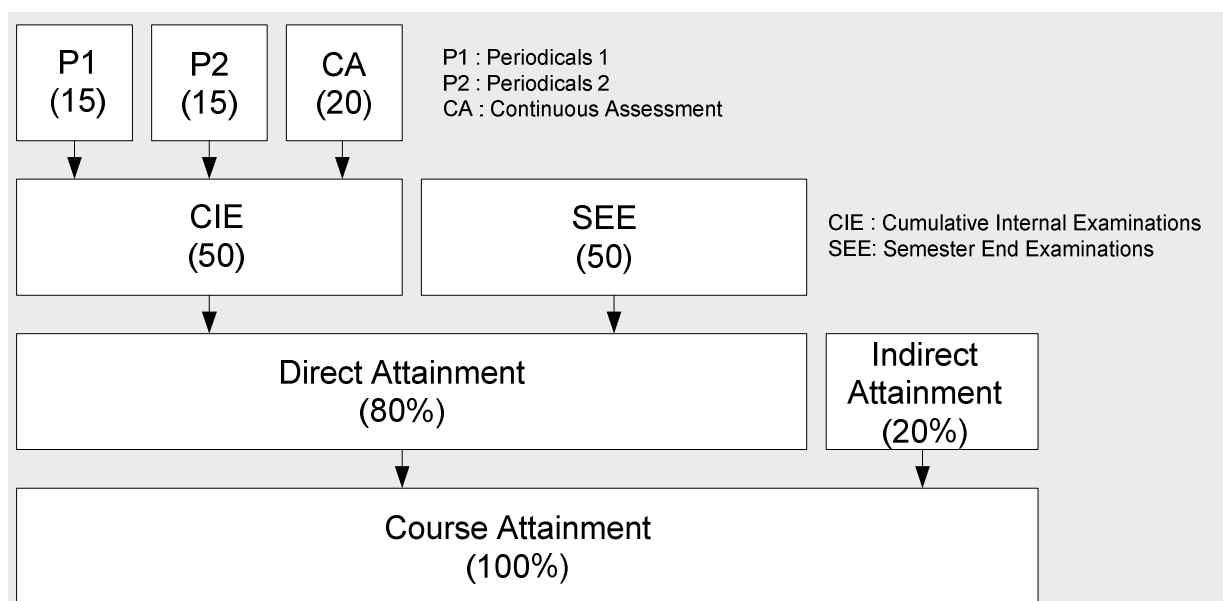 P1
(15)
P2
(15)
CA
(20)
P1 : Periodicals 1
P2 : Periodicals 2
CA : Continuous Assessment
CIE
(50)
SEE
(50)
CIE : Cumulative Internal Examinations
SEE: Semester End Examinations
Direct Attainment
(80%)
Indirect
Attainment
(20%)
Course Attainment
(100%)